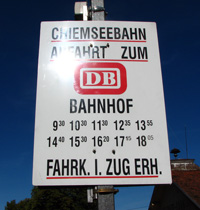 CHIEMSEEBAHN
ABFAHRT ZUM
DB
BAHNHOF
9³⁰ 10³⁰ 11³⁰ 12³⁵ 13⁵⁵
14⁴⁰ 15³⁰ 16²⁰ 17¹⁵ 18⁰⁵
FAHRK. I. ZUG ERH.